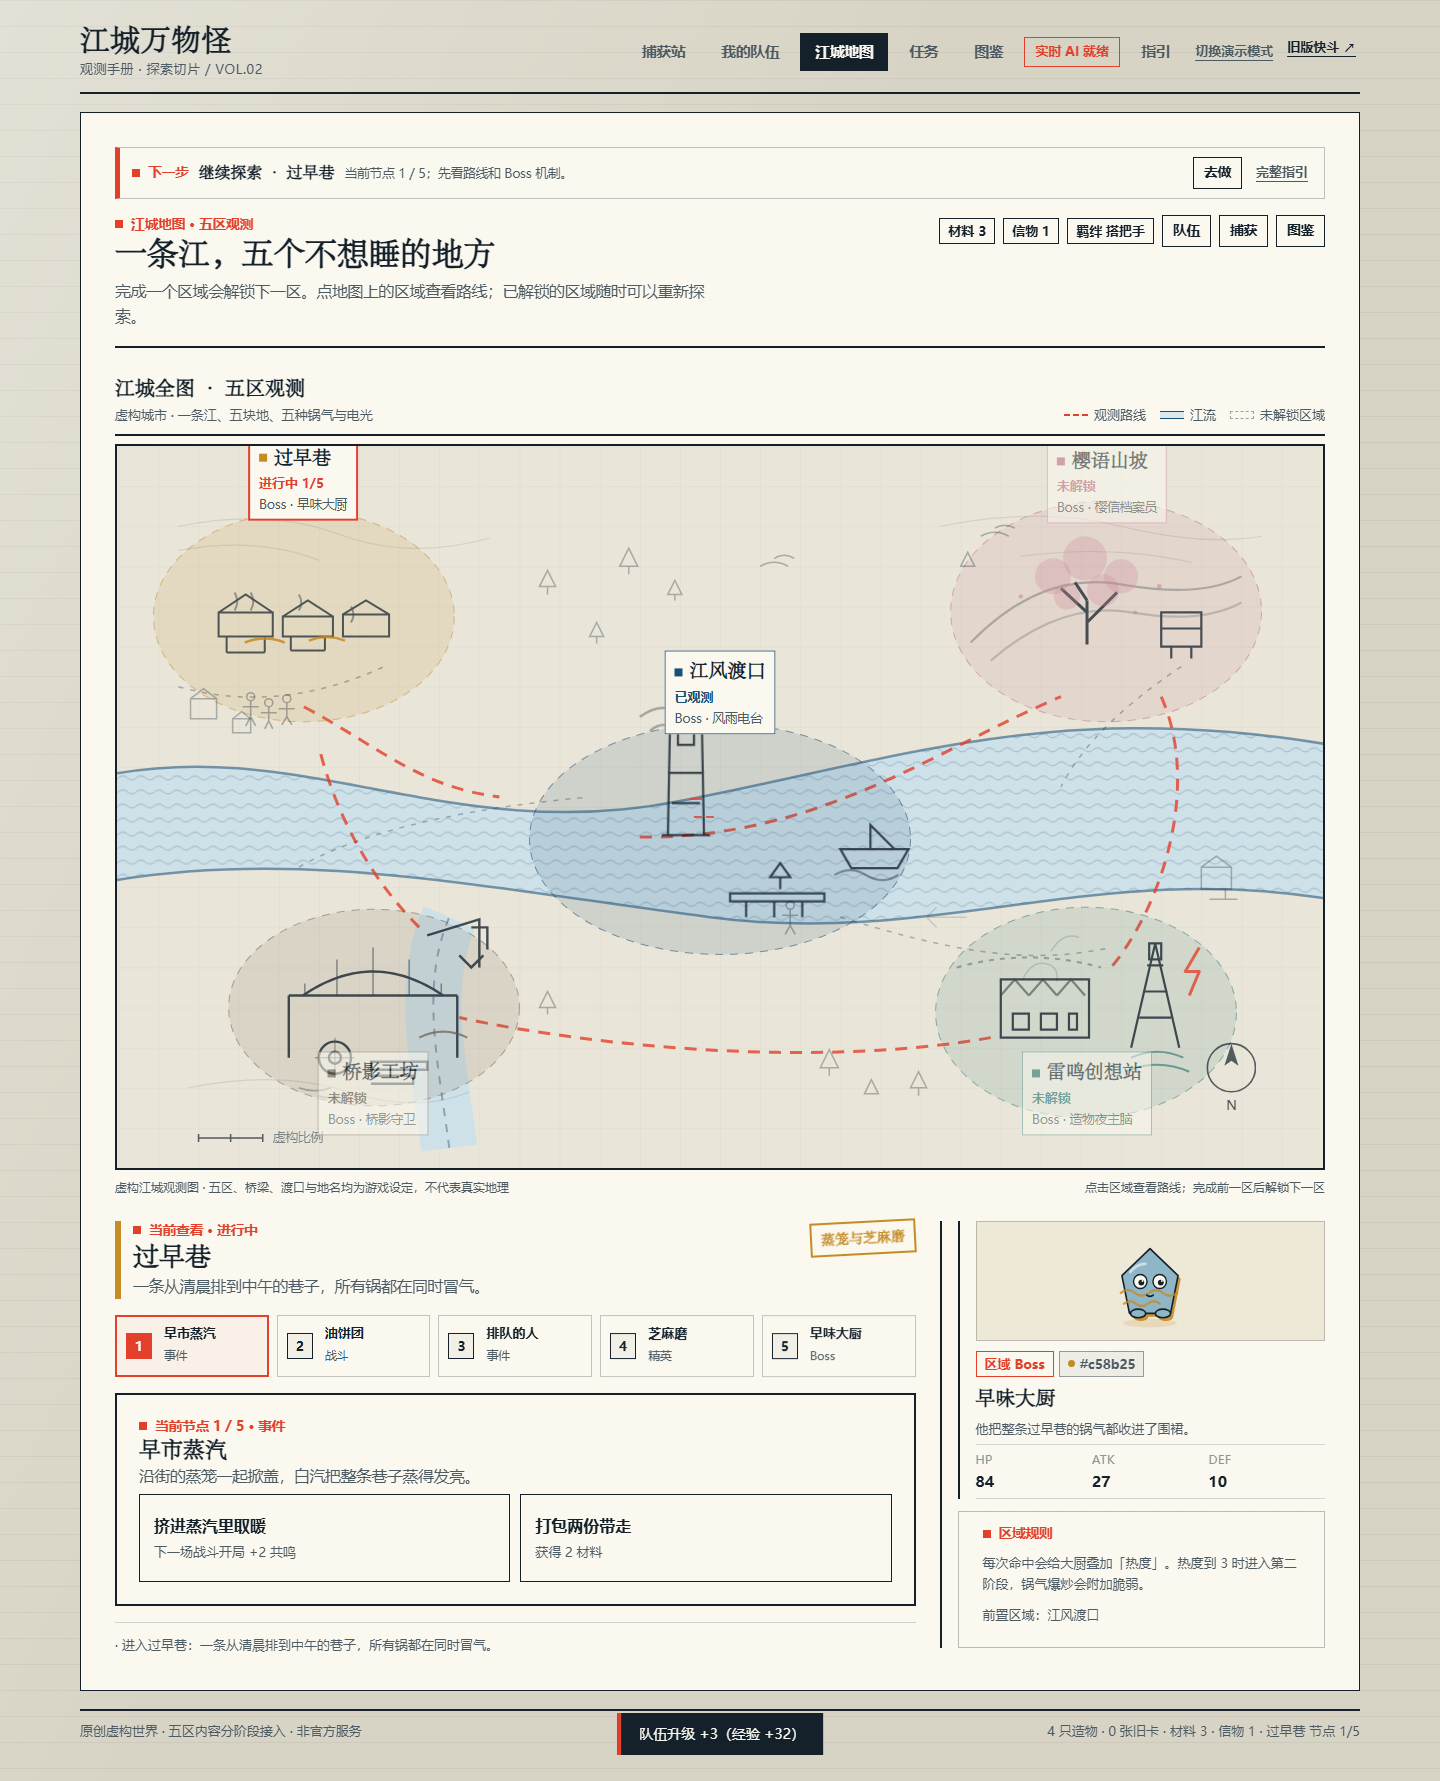 江城万物怪
观测手册 · 探索切片 / VOL.02
捕获站
我的队伍
江城地图
任务
图鉴
实时 AI 就绪
指引
切换演示模式
旧版快斗 ↗
下一步 继续探索 · 过早巷 当前节点 1 / 5；先看路线和 Boss 机制。
去做
完整指引
江城地图 • 五区观测
一条江，五个不想睡的地方
材料 3
信物 1
羁绊 搭把手
队伍
捕获
图鉴
完成一个区域会解锁下一区。点地图上的区域查看路线；已解锁的区域随时可以重新探
索。
江城全图 · 五区观测
虚构城市 · 一条江、五块地、五种锅气与电光
观测路线
江流
未解锁区域
过早巷
进行中 1/5
Boss · 早味大厨
樱语山坡
未解锁
Boss · 樱信档案员
江风渡口
已观测
Boss · 风雨电台
桥影工坊
未解锁
Boss · 桥影守卫
雷鸣创想站
未解锁
Boss · 造物夜主脑
N
虚构比例
虚构江城观测图 · 五区、桥梁、渡口与地名均为游戏设定，不代表真实地理
点击区域查看路线；完成前一区后解锁下一区
当前查看 • 进行中
过早巷
一条从清晨排到中午的巷子，所有锅都在同时冒气。
蒸笼与芝麻磨
1 早市蒸汽
事件
2 油饼团
战斗
3 排队的人
事件
4 芝麻磨
精英
5 早味大厨
Boss
当前节点 1 / 5 • 事件
早市蒸汽
沿街的蒸笼一起掀盖，白汽把整条巷子蒸得发亮。
挤进蒸汽里取暖
下一场战斗开局 +2 共鸣
打包两份带走
获得 2 材料
· 进入过早巷：一条从清晨排到中午的巷子，所有锅都在同时冒气。
区域 Boss
#c58b25
早味大厨
他把整条过早巷的锅气都收进了围裙。
HP ATK DEF
84 27 10
区域规则
每次命中会给大厨叠加「热度」。热度到 3 时进入第二
阶段，锅气爆炒会附加脆弱。
前置区域：江风渡口
原创虚构世界 · 五区内容分阶段接入 · 非官方服务
队伍升级 +3（经验 +32）
4 只造物 · 0 张旧卡 · 材料 3 · 信物 1 · 过早巷 节点 1/5